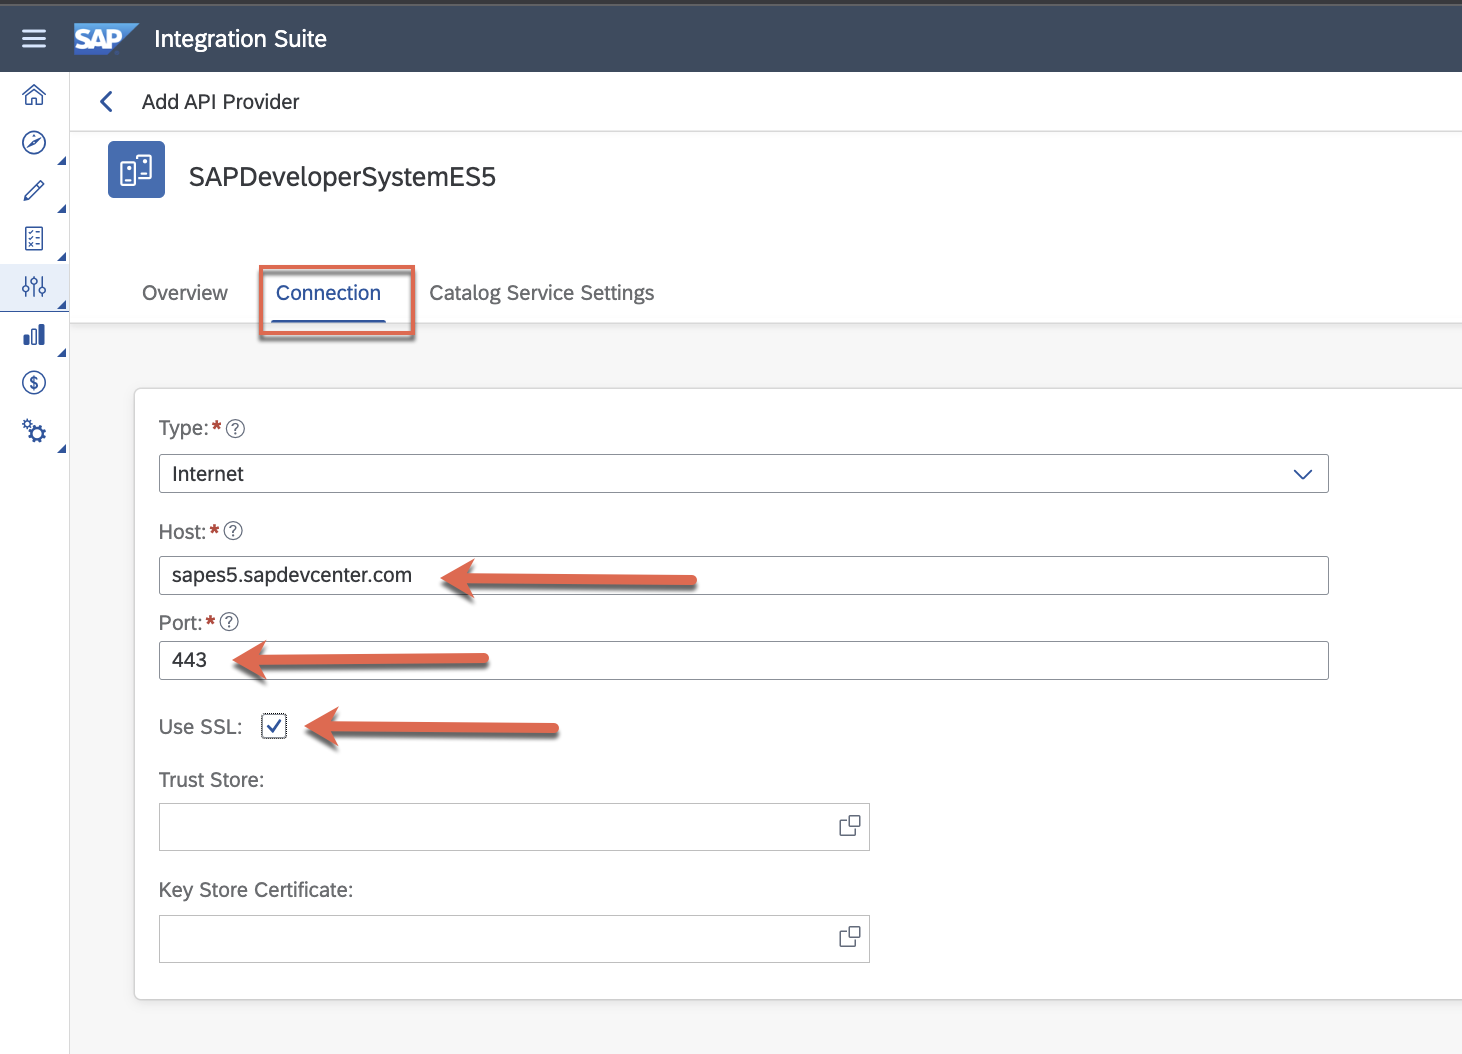 SAP Integration Suite
Add API Provider
SAPDeveloperSystemES5
Overview Connection Catalog Service Settings
Type:*
Internet
Host:*
sapes5.sapdevcenter.com
Port:*
443
Use SSL:
Trust Store:
Key Store Certificate: